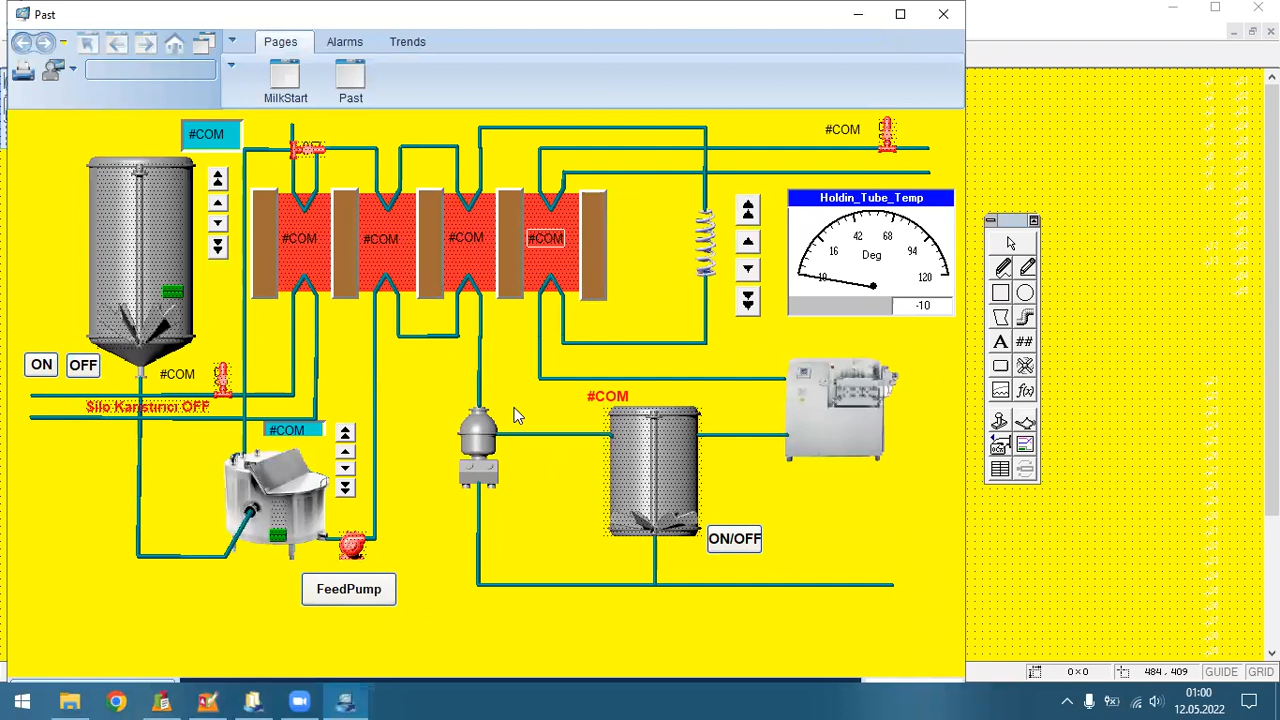 Past
Pages
Alarms
Trends
MilkStart
Past
#COM
#COM
Holdin_Tube_Temp
#COM
#COM
#COM
#COM
42
68
16
94
Deg
-10
120
-10
ON
OFF
#COM
#COM
Silo Karıştırıcı OFF
#COM
ON/OFF
FeedPump
A
##
f(x)
0×0
484 , 409
GUIDE
GRID
01:00
12.05.2022